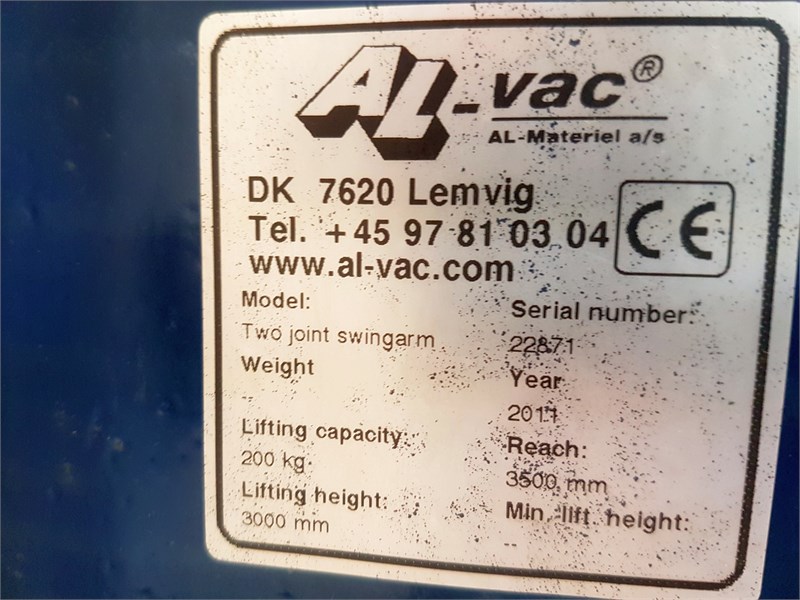 AL-vac®
AL-Materiel a/s
DK 7620 Lemvig
Tel. +45 97 81 03 04
www.al-vac.com
CE
Model:
Two joint swingarm
Weight
Lifting capacity:
200 kg
Lifting height:
3000 mm
Serial number:
22871
Year
2011
Reach:
3500 mm
Min. lift. height: